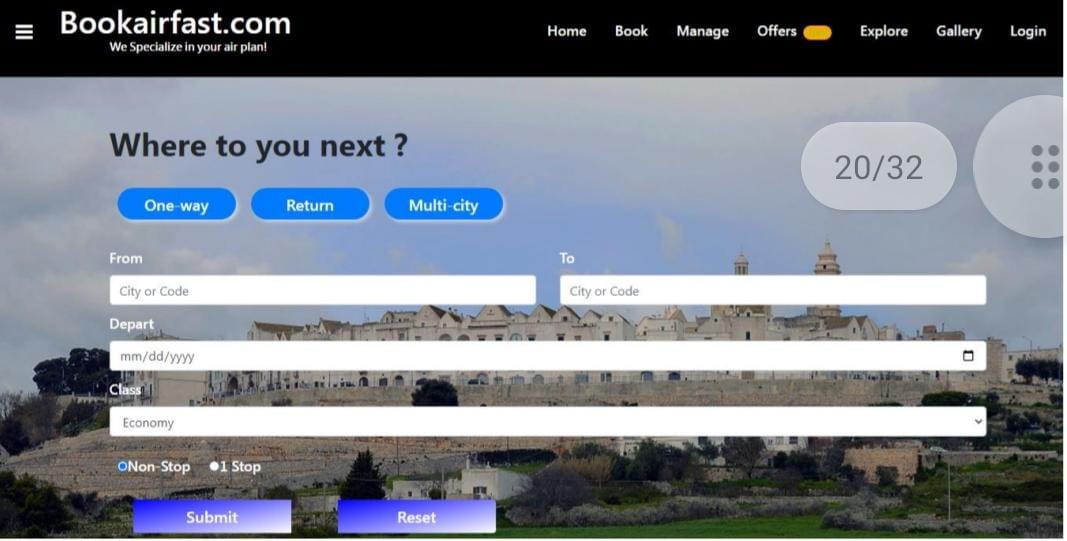 Bookairfast.com
We Specialize in your air plan!
Home Book Manage Offers Explore Gallery Login
Where to you next ?
20/32
One-way Return Multi-city
From To
City or Code City or Code
Depart
mm/dd/yyyy
Class
Economy
Non-Stop 1 Stop
Submit Reset